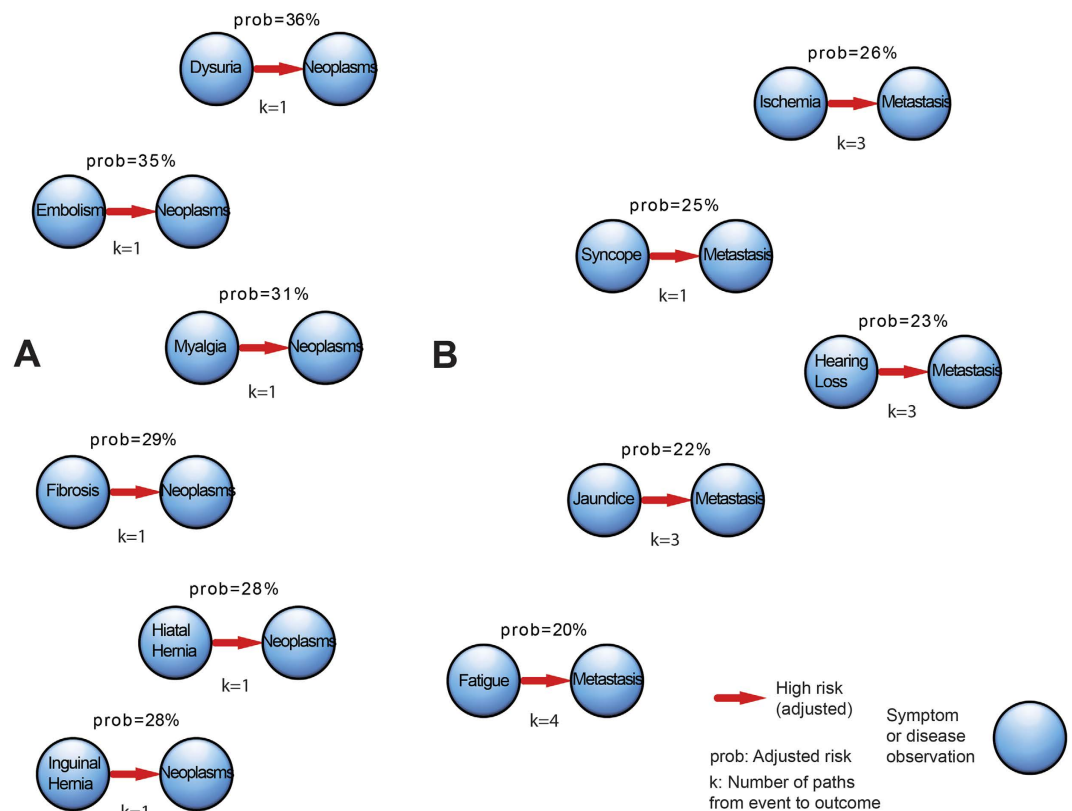 prob=36%
Dysuria
Neoplasms
k=1
prob=35%
Embolism
Neoplasms
k=1
prob=31%
Myalgia
Neoplasms
k=1
A
prob=29%
Fibrosis
Neoplasms
k=1
prob=28%
Hiatal
Hernia
Neoplasms
k=1
prob=28%
Inguinal
Hernia
Neoplasms
k=1
prob=26%
Ischemia
Metastasis
k=3
prob=25%
Syncope
Metastasis
k=1
B
prob=23%
Hearing
Loss
Metastasis
k=3
prob=22%
Jaundice
Metastasis
k=3
prob=20%
Fatigue
Metastasis
k=4
High risk
(adjusted)
prob: Adjusted risk
k: Number of paths
from event to outcome
Symptom
or disease
observation